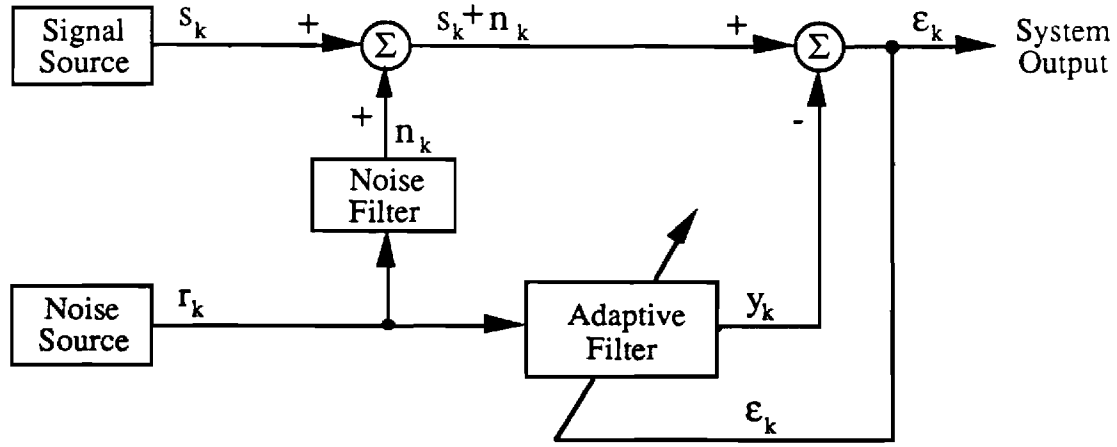 Signal
Source
s_k
+
Σ
s_k+n_k
+
Σ
ε_k
System
Output
+
n_k
-
Noise
Filter
Noise
Source
r_k
Adaptive
Filter
y_k
ε_k